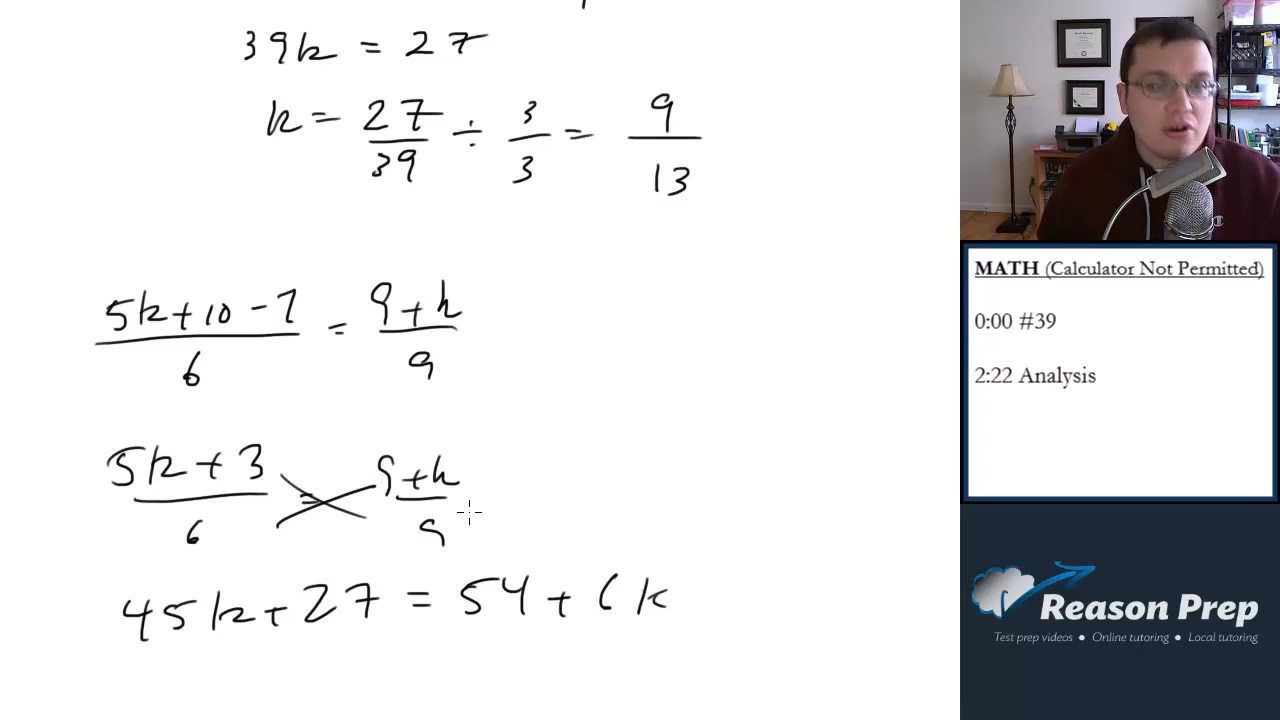 39k = 27
k = 27/39 ÷ 3/3 = 9/13
5k+10-7/6 = 9+k/9
5k+3/6 = 9+k/9
45k+27 = 54+6k
MATH (Calculator Not Permitted)
0:00 #39
2:22 Analysis
Reason Prep
Test prep videos • Online tutoring • Local tutoring